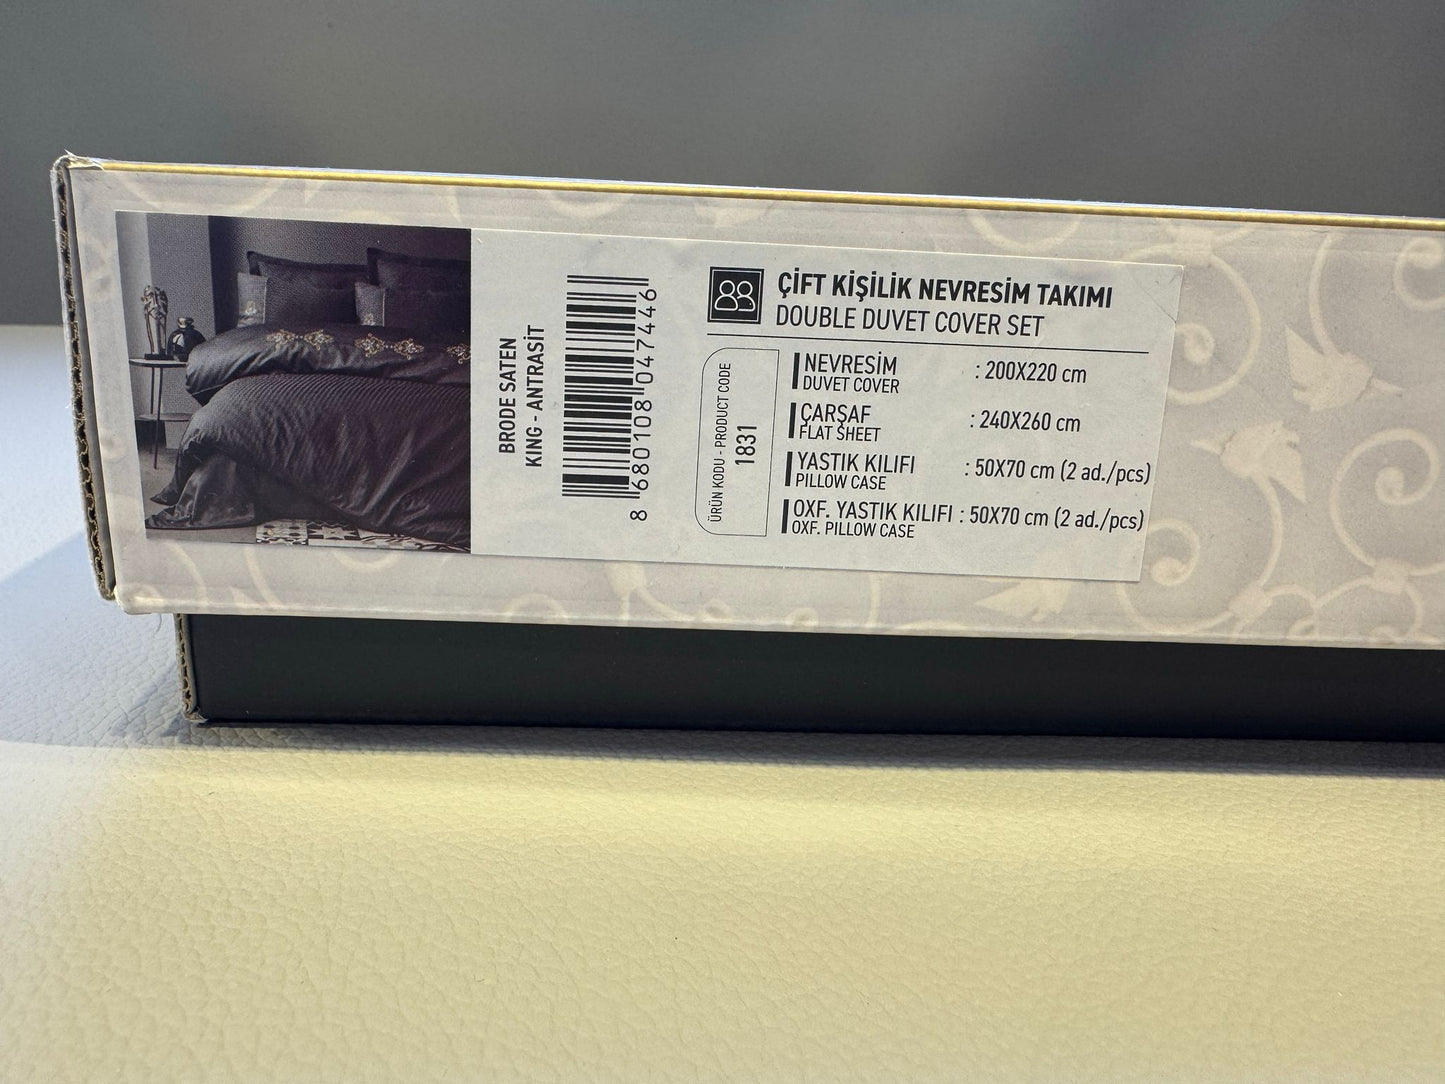 BRODE SATEN
KING - ANTRASİT
8 680108 047446
ÇİFT KİŞİLİK NEVRESİM TAKIMI
DOUBLE DUVET COVER SET
ÜRÜN KODU - PRODUCT CODE
1831
NEVRESİM : 200X220 cm
DUVET COVER
ÇARŞAF : 240X260 cm
FLAT SHEET
YASTIK KILIFI : 50X70 cm (2 ad./pcs)
PILLOW CASE
OXF. YASTIK KILIFI : 50X70 cm (2 ad./pcs)
OXF. PILLOW CASE